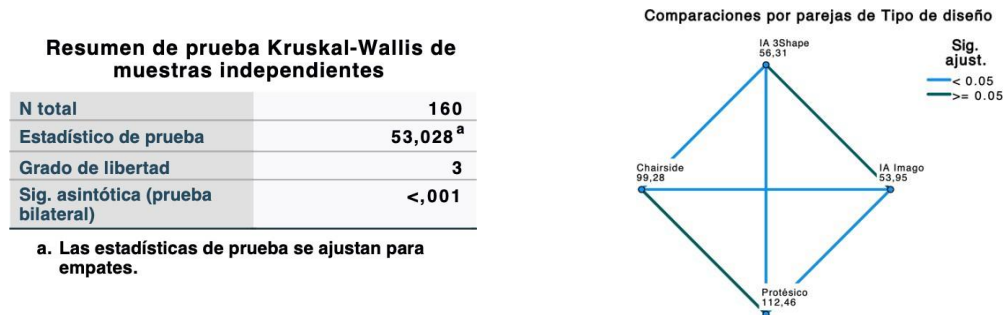 Resumen de prueba Kruskal-Wallis de
muestras independientes
N total 160
Estadístico de prueba 53,028a
Grado de libertad 3
Sig. asintótica (prueba
bilateral) <,001
a. Las estadísticas de prueba se ajustan para
empates.
Comparaciones por parejas de Tipo de diseño
IA 3Shape
56,31
Sig.
ajust.
< 0.05
>= 0.05
Chairside
99,28
IA Imago
53,95
Protésico
112,46